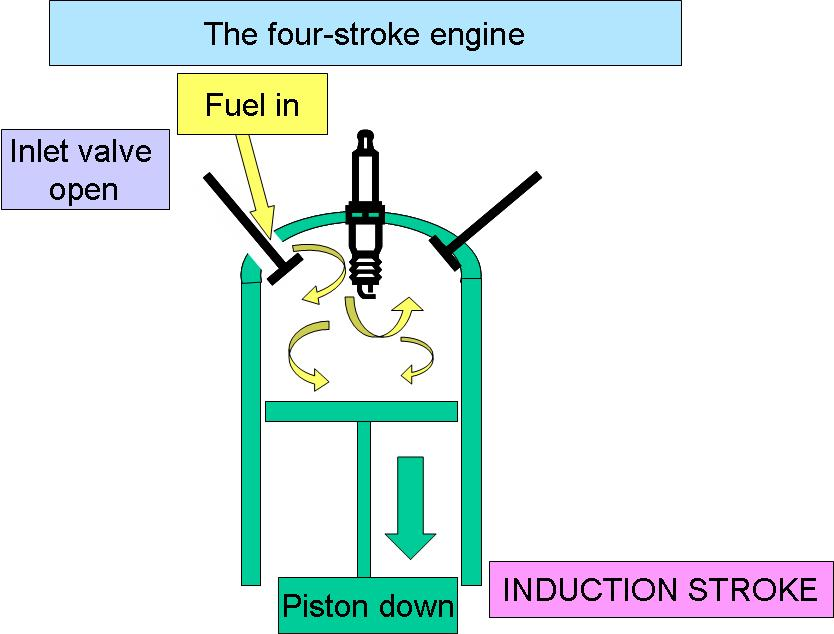 The four-stroke engine
Fuel in
Inlet valve
open
Piston down
INDUCTION STROKE